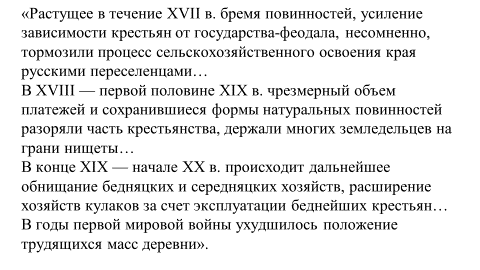 «Растущее в течение XVII в. бремя повинностей, усиление
зависимости крестьян от государства-феодала, несомненно,
тормозили процесс сельскохозяйственного освоения края
русскими переселенцами…
В XVIII — первой половине XIX в. чрезмерный объем
платежей и сохранившиеся формы натуральных повинностей
разоряли часть крестьянства, держали многих земледельцев на
грани нищеты…
В конце XIX — начале XX в. происходит дальнейшее
обнищание бедняцких и середняцких хозяйств, расширение
хозяйств кулаков за счет эксплуатации беднейших крестьян…
В годы первой мировой войны ухудшилось положение
трудящихся масс деревни».